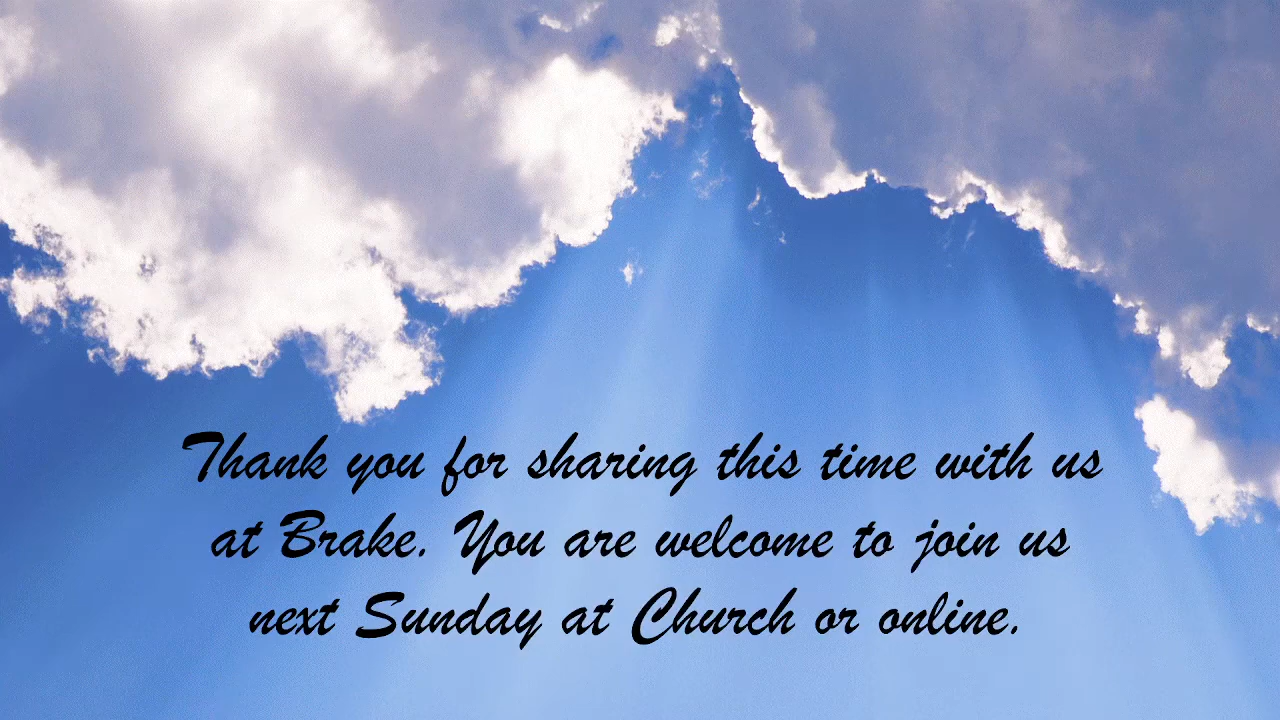 Thank you for sharing this time with us
at Brake. You are welcome to join us
next Sunday at Church or online.